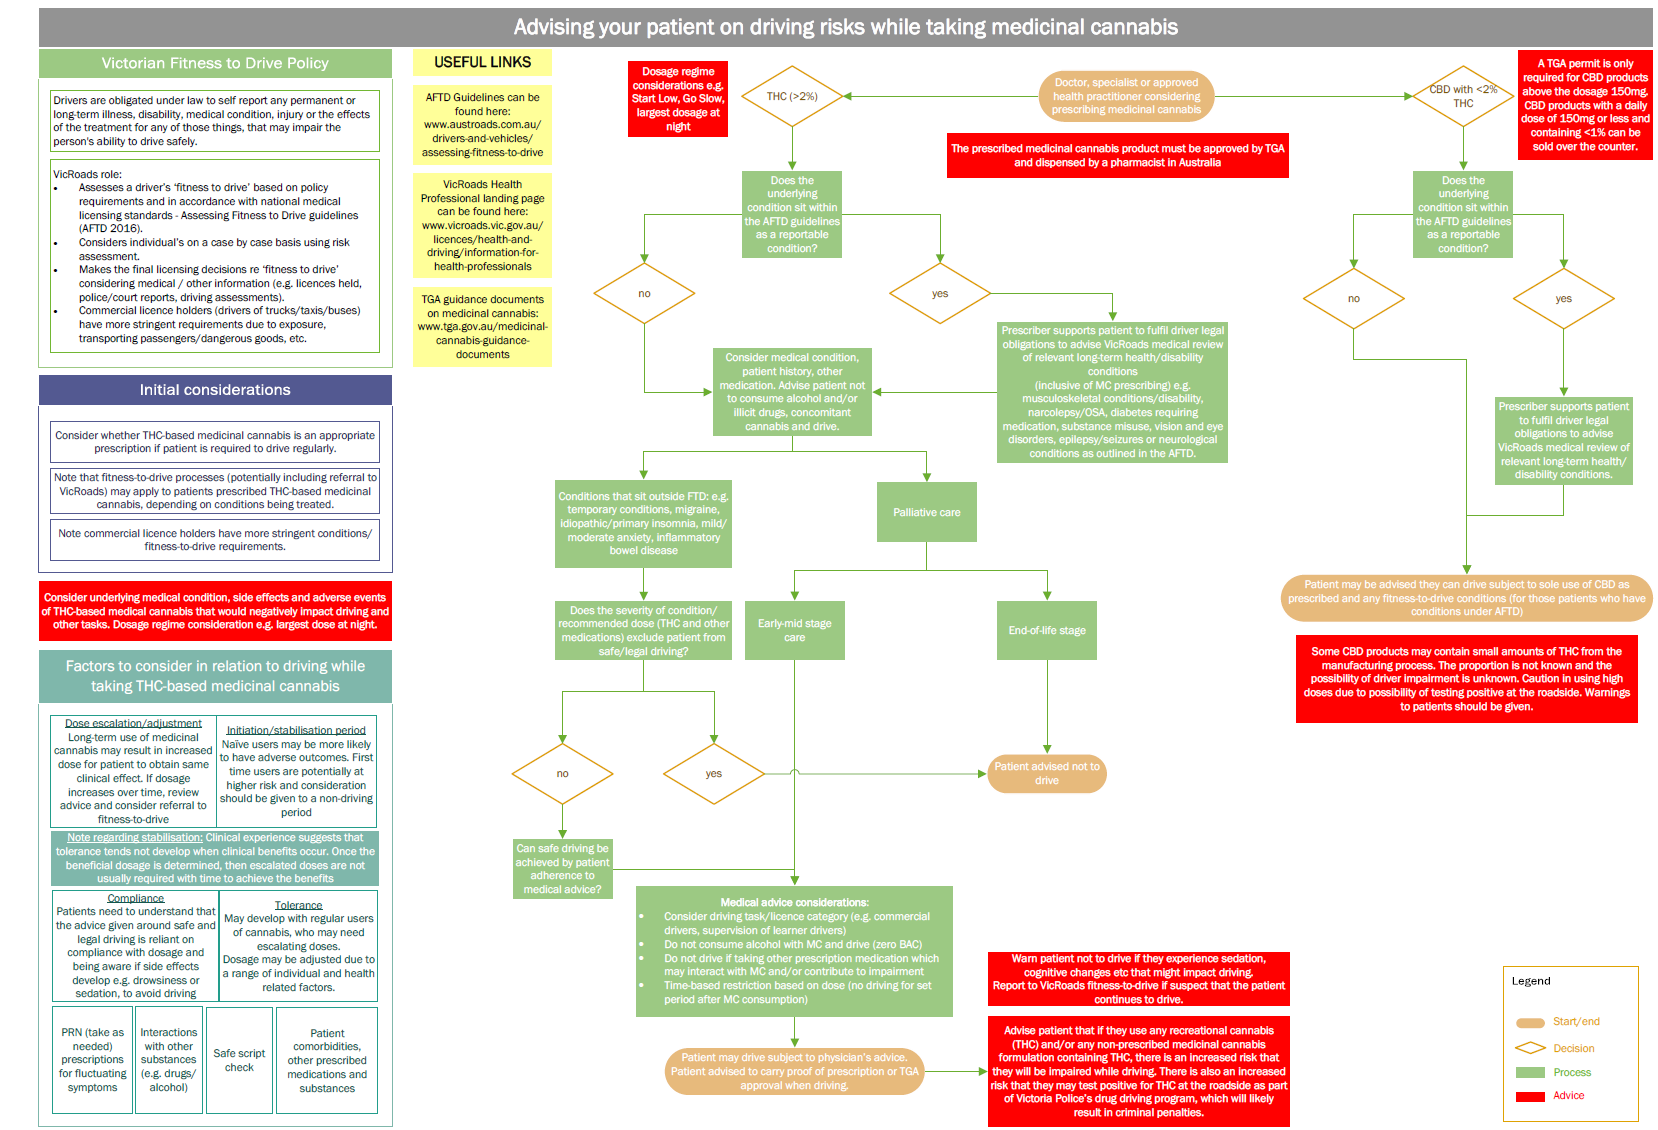 Advising your patient on driving risks while taking medicinal cannabis
Victorian Fitness to Drive Policy
Drivers are obligated under law to self report any permanent or
long-term illness, disability, medical condition, injury or the effects
of the treatment for any of those things, that may impair the
person's ability to drive safely.
VicRoads role:
• Assesses a driver's 'fitness to drive' based on policy
requirements and in accordance with national medical
licensing standards - Assessing Fitness to Drive guidelines
(AFTD 2016).
• Considers individual's on a case by case basis using risk
assessment.
• Makes the final licensing decisions re 'fitness to drive'
considering medical / other information (e.g. licences held,
police/court reports, driving assessments).
• Commercial licence holders (drivers of trucks/taxis/buses)
have more stringent requirements due to exposure,
transporting passengers/dangerous goods, etc.
Initial considerations
Consider whether THC-based medicinal cannabis is an appropriate
prescription if patient is required to drive regularly.
Note that fitness-to-drive processes (potentially including referral to
VicRoads) may apply to patients prescribed THC-based medicinal
cannabis, depending on conditions being treated.
Note commercial licence holders have more stringent conditions/
fitness-to-drive requirements.
Consider underlying medical condition, side effects and adverse events
of THC-based medical cannabis that would negatively impact driving and
other tasks. Dosage regime consideration e.g. largest dose at night.
Factors to consider in relation to driving while
taking THC-based medicinal cannabis
Dose escalation/adjustment
Long-term use of medicinal
cannabis may result in increased
dose for patient to obtain same
clinical effect. If dosage
increases over time, review
advice and consider referral to
fitness-to-drive
Initiation/stabilisation period
Naïve users may be more likely
to have adverse outcomes. First
time users are potentially at
higher risk and consideration
should be given to a non-driving
period
Note regarding stabilisation: Clinical experience suggests that
tolerance tends not develop when clinical benefits occur. Once the
beneficial dosage is determined, then escalated doses are not
usually required with time to achieve the benefits
Compliance
Patients need to understand that
the advice given around safe and
legal driving is reliant on
compliance with dosage and
being aware if side effects
develop e.g. drowsiness or
sedation, to avoid driving
Tolerance
May develop with regular users
of cannabis, who may need
escalating doses.
Dosage may be adjusted due to
a range of individual and health
related factors.
PRN (take as
needed)
prescriptions
for fluctuating
symptoms
Interactions
with other
substances
(e.g. drugs/
alcohol)
Safe script
check
Patient
comorbidities,
other prescribed
medications and
substances
USEFUL LINKS
AFTD Guidelines can be
found here:
www.austroads.com.au/
drivers-and-vehicles/
assessing-fitness-to-drive
VicRoads Health
Professional landing page
can be found here:
www.vicroads.vic.gov.au/
licences/health-and-
driving/information-for-
health-professionals
TGA guidance documents
on medicinal cannabis:
www.tga.gov.au/medicinal-
cannabis-guidance-
documents
Dosage regime
considerations e.g.
Start Low, Go Slow,
largest dosage at
night
THC (>2%)
Doctor, specialist or approved
health practitioner considering
prescribing medicinal cannabis
CBD with <2%
THC
A TGA permit is only
required for CBD products
above the dosage 150mg.
CBD products with a daily
dose of 150mg or less and
containing <1% can be
sold over the counter.
The prescribed medicinal cannabis product must be approved by TGA
and dispensed by a pharmacist in Australia
Does the
underlying
condition sit within
the AFTD guidelines
as a reportable
condition?
no
yes
Prescriber supports patient to fulfil driver legal
obligations to advise VicRoads medical review
of relevant long-term health/disability
conditions
(inclusive of MC prescribing) e.g.
musculoskeletal conditions/disability,
narcolepsy/OSA, diabetes requiring
medication, substance misuse, vision and eye
disorders, epilepsy/seizures or neurological
conditions as outlined in the AFTD.
Consider medical condition,
patient history, other
medication. Advise patient not
to consume alcohol and/or
illicit drugs, concomitant
cannabis and drive.
Conditions that sit outside FTD: e.g.
temporary conditions, migraine,
idiopathic/primary insomnia, mild/
moderate anxiety, inflammatory
bowel disease
Palliative care
Does the severity of condition/
recommended dose (THC and other
medications) exclude patient from
safe/legal driving?
Early-mid stage
care
End-of-life stage
no
yes
Patient advised not to
drive
Can safe driving be
achieved by patient
adherence to
medical advice?
Medical advice considerations:
• Consider driving task/licence category (e.g. commercial
drivers, supervision of learner drivers)
• Do not consume alcohol with MC and drive (zero BAC)
• Do not drive if taking other prescription medication which
may interact with MC and/or contribute to impairment
• Time-based restriction based on dose (no driving for set
period after MC consumption)
Patient may drive subject to physician's advice.
Patient advised to carry proof of prescription or TGA
approval when driving.
Warn patient not to drive if they experience sedation,
cognitive changes etc that might impact driving.
Report to VicRoads fitness-to-drive if suspect that the patient
continues to drive.
Advise patient that if they use any recreational cannabis
(THC) and/or any non-prescribed medicinal cannabis
formulation containing THC, there is an increased risk that
they will be impaired while driving. There is also an increased
risk that they may test positive for THC at the roadside as part
of Victoria Police's drug driving program, which will likely
result in criminal penalties.
Does the
underlying
condition sit within
the AFTD guidelines
as a reportable
condition?
no
yes
Prescriber supports patient
to fulfil driver legal
obligations to advise
VicRoads medical review of
relevant long-term health/
disability conditions.
Patient may be advised they can drive subject to sole use of CBD as
prescribed and any fitness-to-drive conditions (for those patients who have
conditions under AFTD)
Some CBD products may contain small amounts of THC from the
manufacturing process. The proportion is not known and the
possibility of driver impairment is unknown. Caution in using high
doses due to possibility of testing positive at the roadside. Warnings
to patients should be given.
Legend
Start/end
Decision
Process
Advice